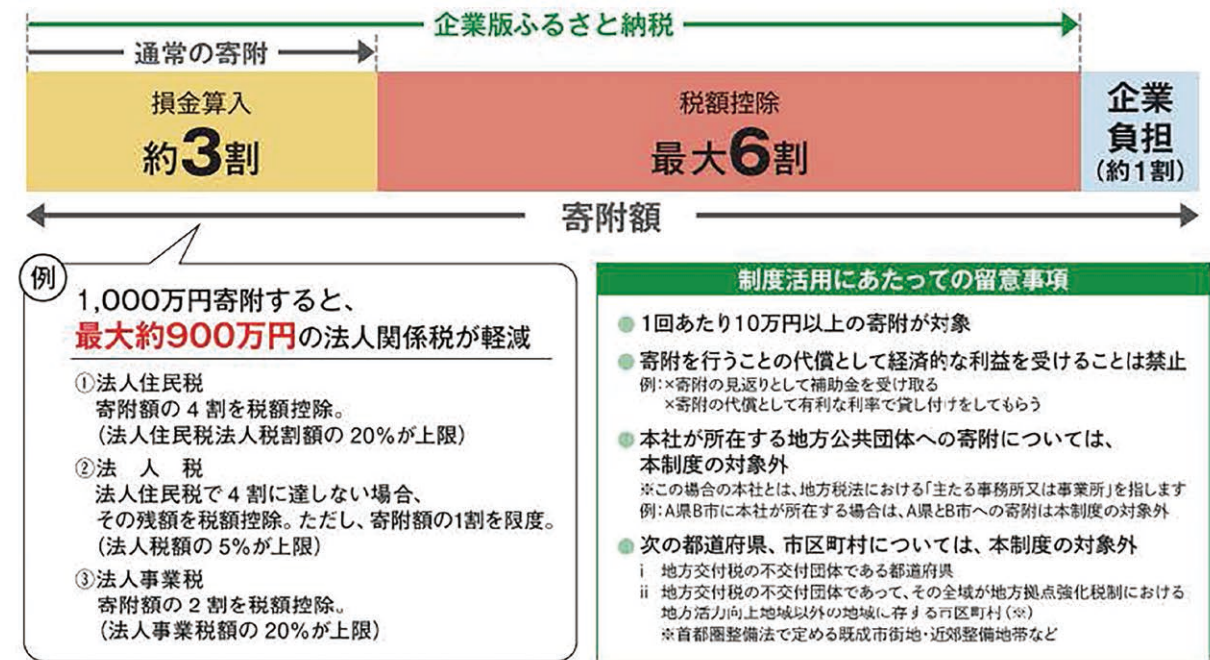 企業版ふるさと納税
通常の寄附
損金算入
約3割
税額控除
最大6割
企業
負担
(約1割)
寄附額
例
1,000万円寄附すると、
最大約900万円の法人関係税が軽減
①法人住民税
寄附額の4割を税額控除。
(法人住民税法人税割額の20%が上限)
②法 人 税
法人住民税で4割に達しない場合、
その残額を税額控除。ただし、寄附額の1割を限度。
(法人税額の5%が上限)
③法人事業税
寄附額の2割を税額控除。
(法人事業税額の20%が上限)
制度活用にあたっての留意事項
● 1回あたり10万円以上の寄附が対象
● 寄附を行うことの代償として経済的な利益を受けることは禁止
例:×寄附の見返りとして補助金を受け取る
×寄附の代償として有利な利率で貸し付けをしてもらう
● 本社が所在する地方公共団体への寄附については、
本制度の対象外
※この場合の本社とは、地方税法における「主たる事務所又は事業所」を指します
例:A県B市に本社が所在する場合は、A県とB市への寄附は本制度の対象外
● 次の都道府県、市区町村については、本制度の対象外
i 地方交付税の不交付団体である都道府県
ii 地方交付税の不交付団体であって、その全域が地方拠点強化税制における
地方活力向上地域以外の地域に存する市区町村(※)
※首都圏整備法で定める既成市街地・近郊整備地帯など